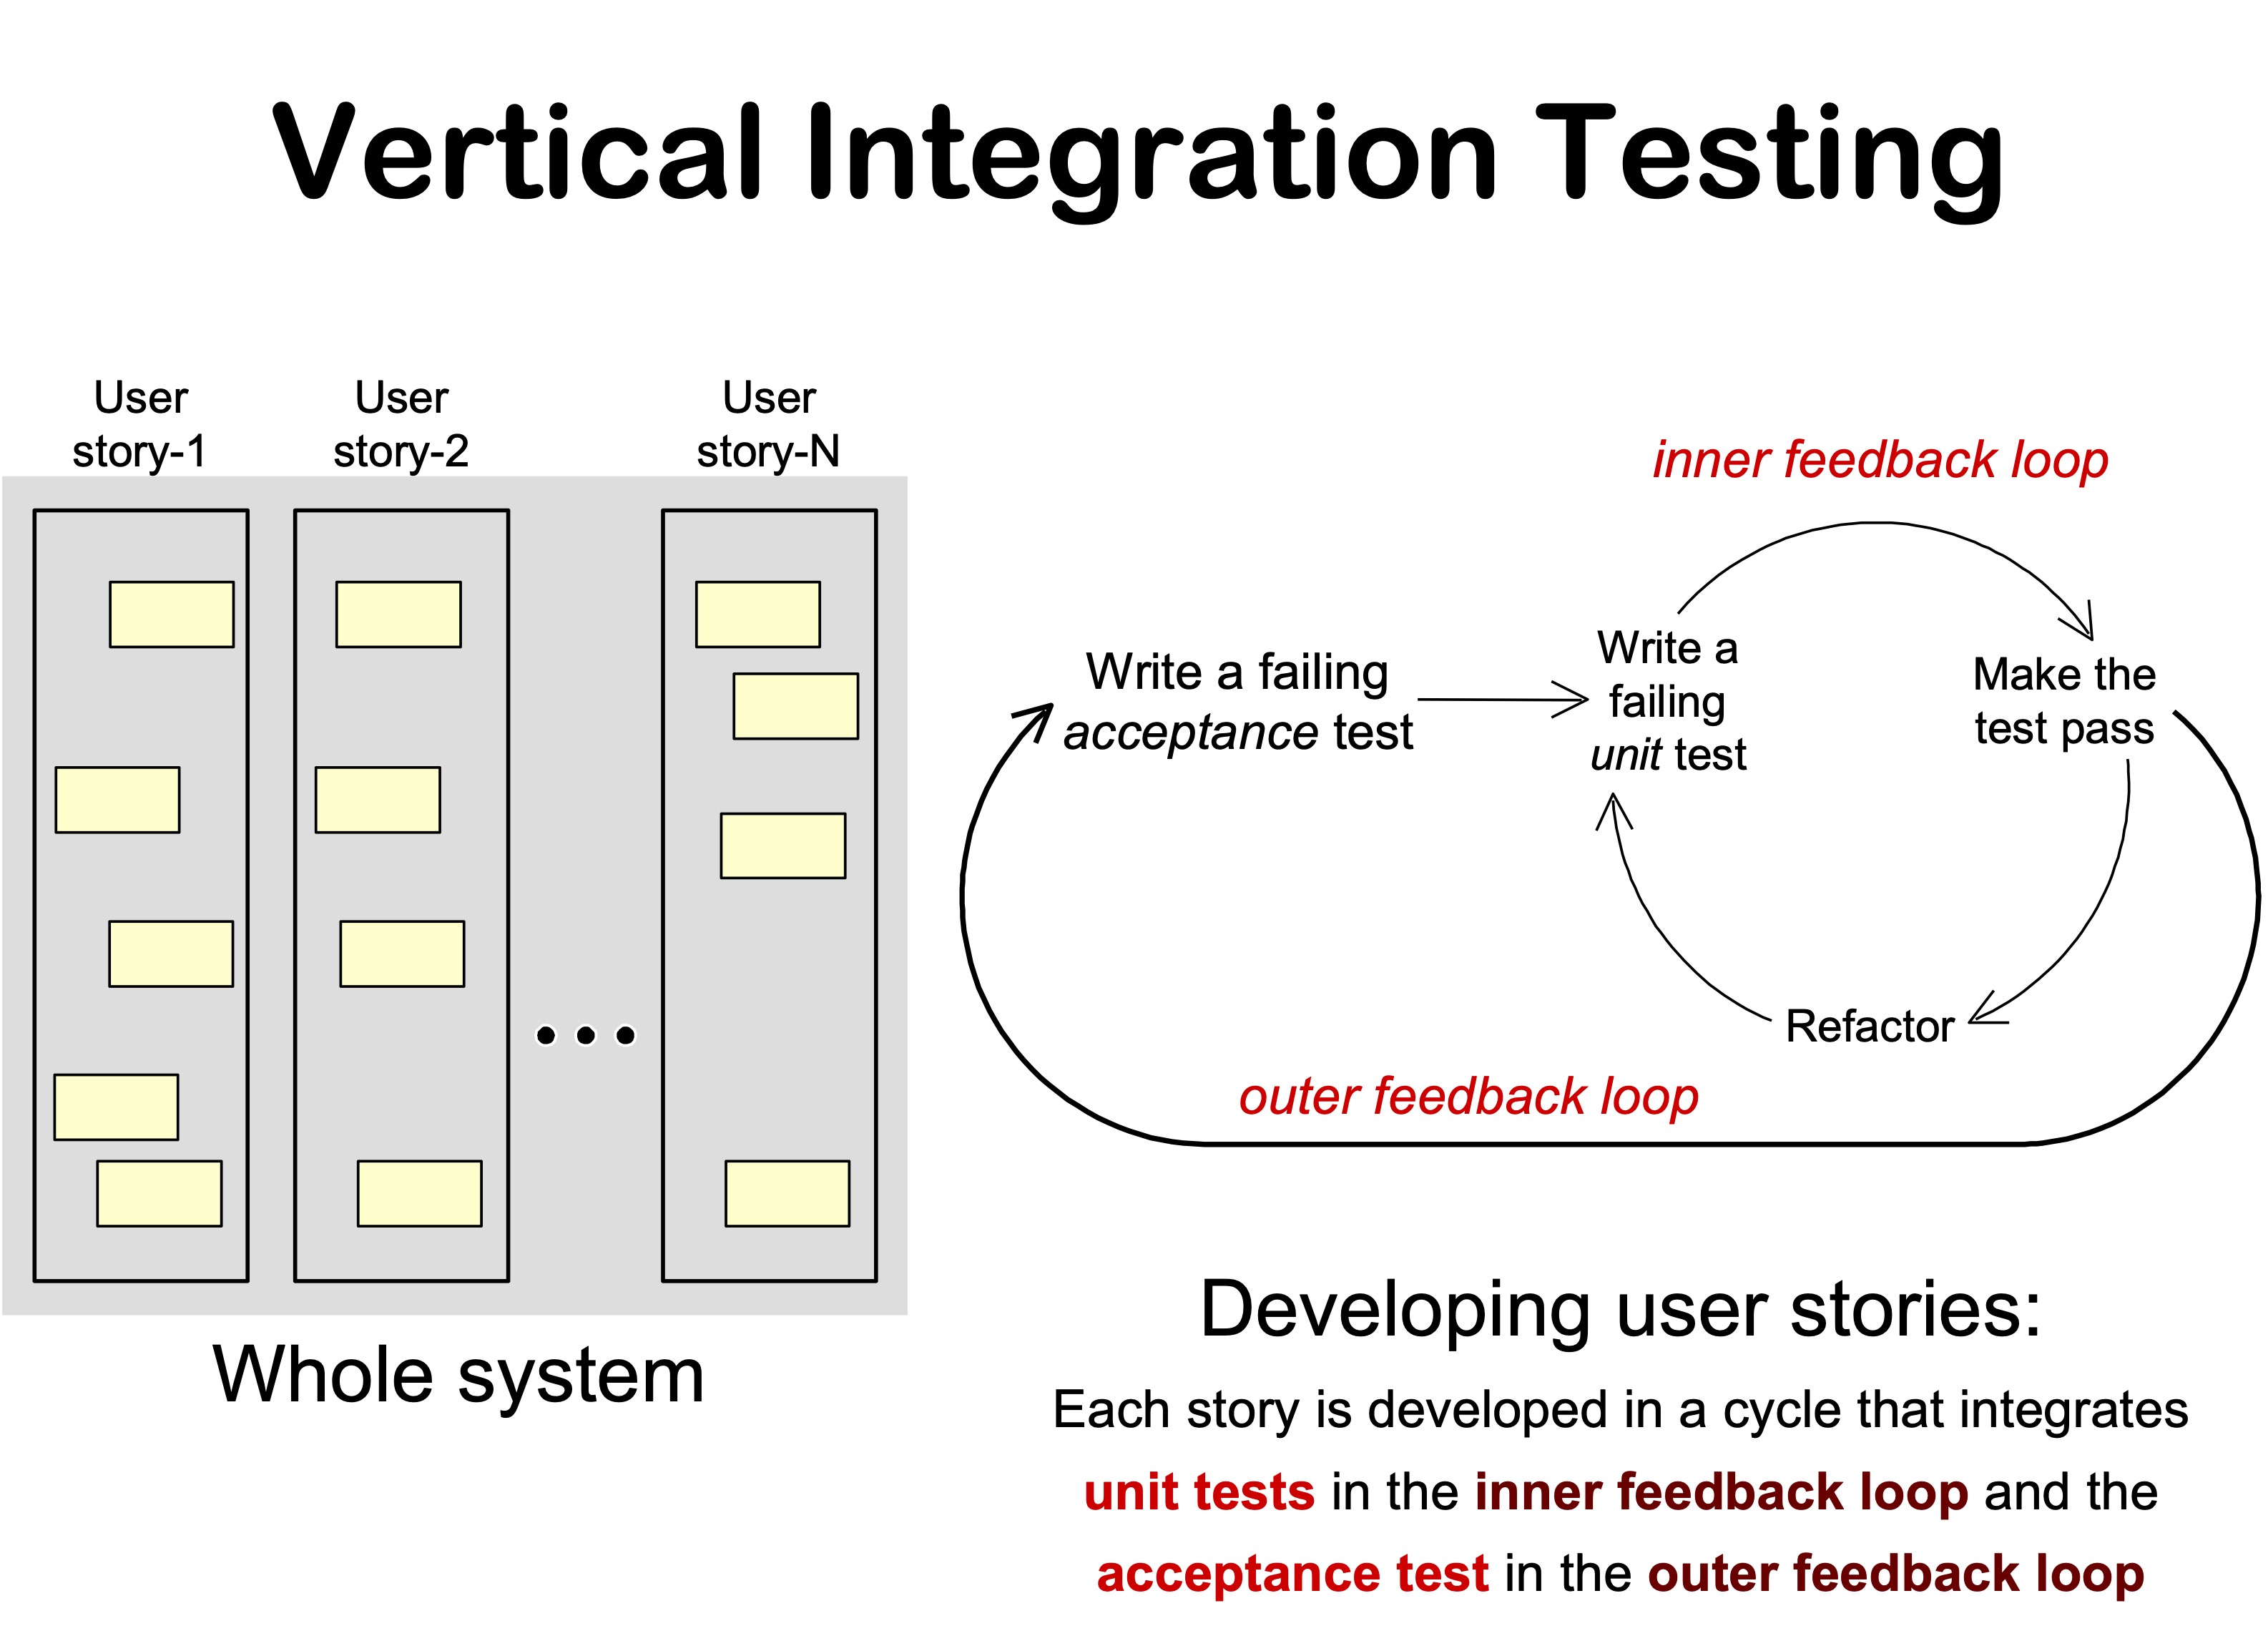 Vertical Integration Testing
User
story-1
User
story-2
User
story-N
Whole system
inner feedback loop
Write a failing
acceptance test
Write a
failing
unit test
Make the
test pass
Refactor
outer feedback loop
Developing user stories:
Each story is developed in a cycle that integrates
unit tests in the inner feedback loop and the
acceptance test in the outer feedback loop